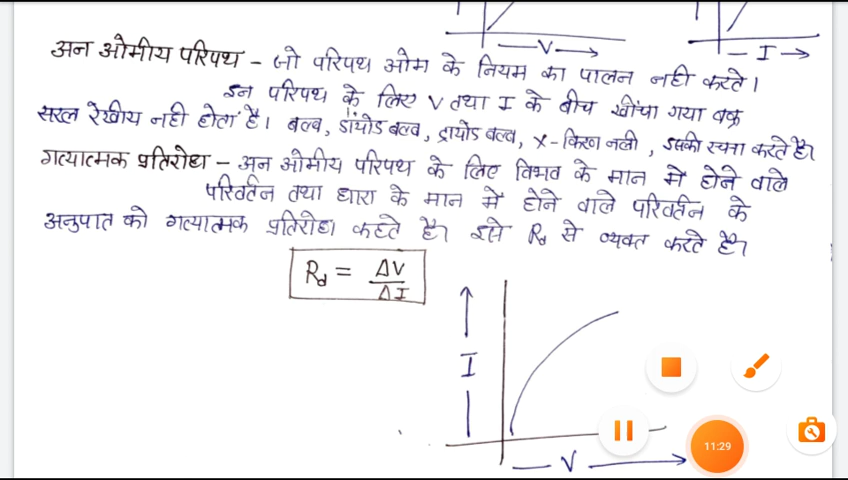 V
I
अन ओमीय परिपथ - जो परिपथ ओम के नियम का पालन नही करते।
इन परिपथ के लिए V तथा I के बीच खींचा गया वक्र
सरल रेखीय नही होता है। बल्व, डायोड बल्व, ट्रायोड बल्व, X-किरण नली, इसकी रचना करते है।
गत्यात्मक प्रतिरोध - अन ओमीय परिपथ के लिए विभव के मान में होने वाले
परिवर्तन तथा धारा के मान में होने वाले परिवर्तन के
अनुपात को गत्यात्मक प्रतिरोध कहते है। इसे Rd से व्यक्त करते है।
Rd = ΔV/ΔI
I
V
11:29